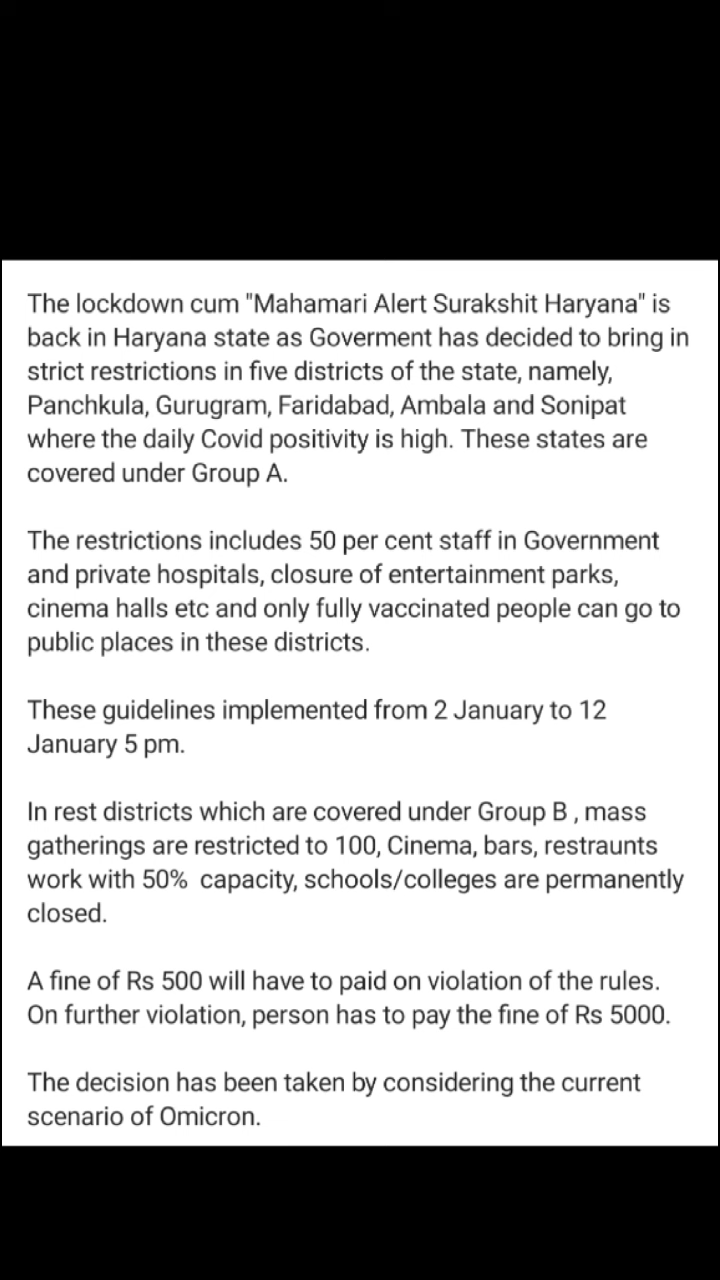 The lockdown cum "Mahamari Alert Surakshit Haryana" is
back in Haryana state as Goverment has decided to bring in
strict restrictions in five districts of the state, namely,
Panchkula, Gurugram, Faridabad, Ambala and Sonipat
where the daily Covid positivity is high. These states are
covered under Group A.
The restrictions includes 50 per cent staff in Government
and private hospitals, closure of entertainment parks,
cinema halls etc and only fully vaccinated people can go to
public places in these districts.
These guidelines implemented from 2 January to 12
January 5 pm.
In rest districts which are covered under Group B , mass
gatherings are restricted to 100, Cinema, bars, restraunts
work with 50%  capacity, schools/colleges are permanently
closed.
A fine of Rs 500 will have to paid on violation of the rules.
On further violation, person has to pay the fine of Rs 5000.
The decision has been taken by considering the current
scenario of Omicron.